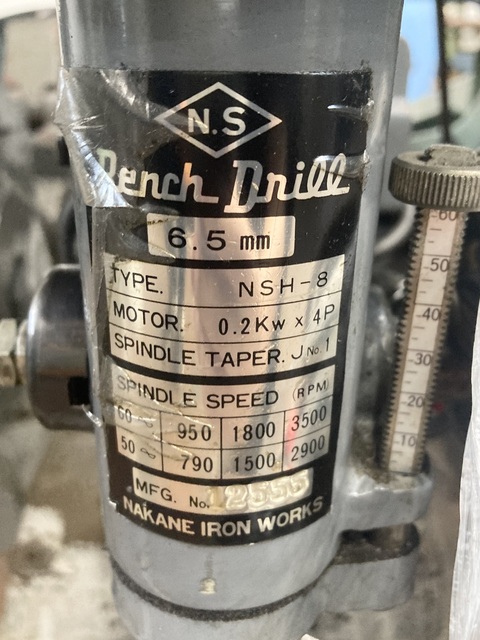 N.S
Bench Drill
6.5 mm
TYPE. NSH-8
MOTOR. 0.2Kw x 4P
SPINDLE TAPER. J No.1
SPINDLE SPEED (RPM)
60 ∾ 950 1800 3500
50 ∾ 790 1500 2900
MFG. No.
NAKANE IRON WORKS
60
50
40
30
20
10